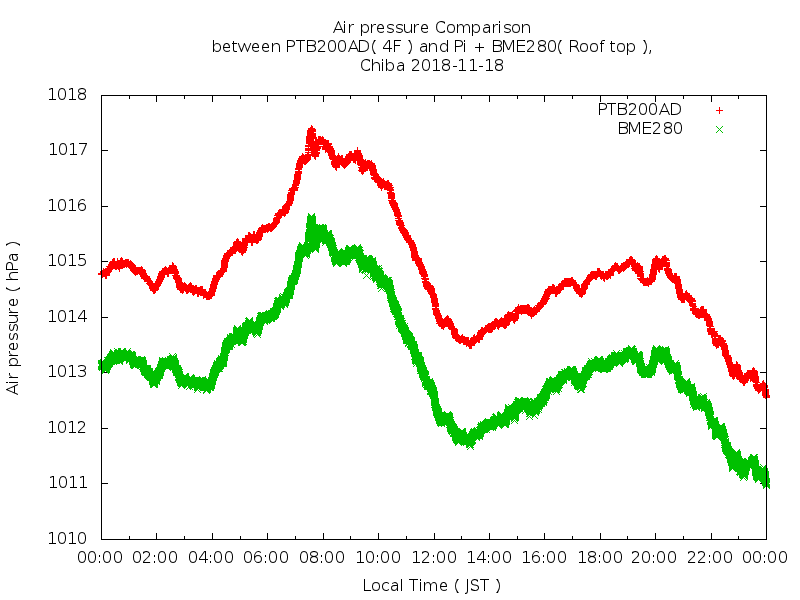 Air pressure Comparison
between PTB200AD( 4F ) and Pi + BME280( Roof top ),
Chiba 2018-11-18
1018
1017
1016
1015
1014
1013
1012
1011
1010
Air pressure ( hPa )
PTB200AD
BME280
00:00 02:00 04:00 06:00 08:00 10:00 12:00 14:00 16:00 18:00 20:00 22:00 00:00
Local Time ( JST )